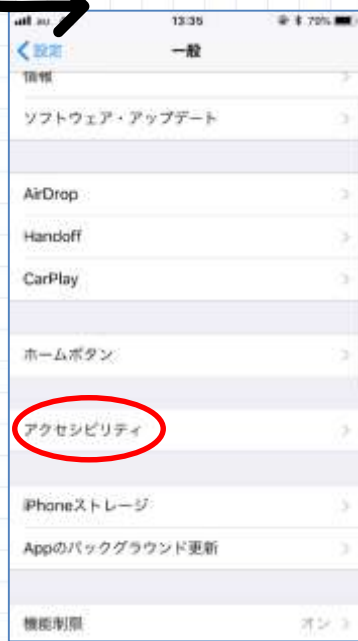 au 13:35 79%
設定 一般
情報
ソフトウェア・アップデート
AirDrop
Handoff
CarPlay
ホームボタン
アクセシビリティ
iPhoneストレージ
Appのバックグラウンド更新
機能制限 オン